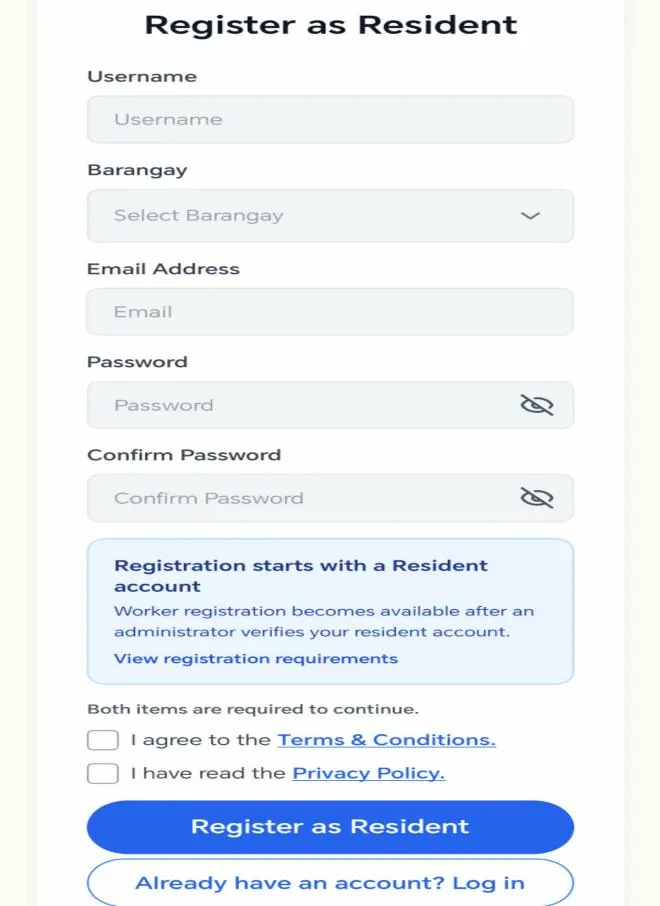 Register as Resident
Username
Username
Barangay
Select Barangay
Email Address
Email
Password
Password
Confirm Password
Confirm Password
Registration starts with a Resident
account
Worker registration becomes available after an
administrator verifies your resident account.
View registration requirements
Both items are required to continue.
I agree to the Terms & Conditions.
I have read the Privacy Policy.
Register as Resident
Already have an account? Log in